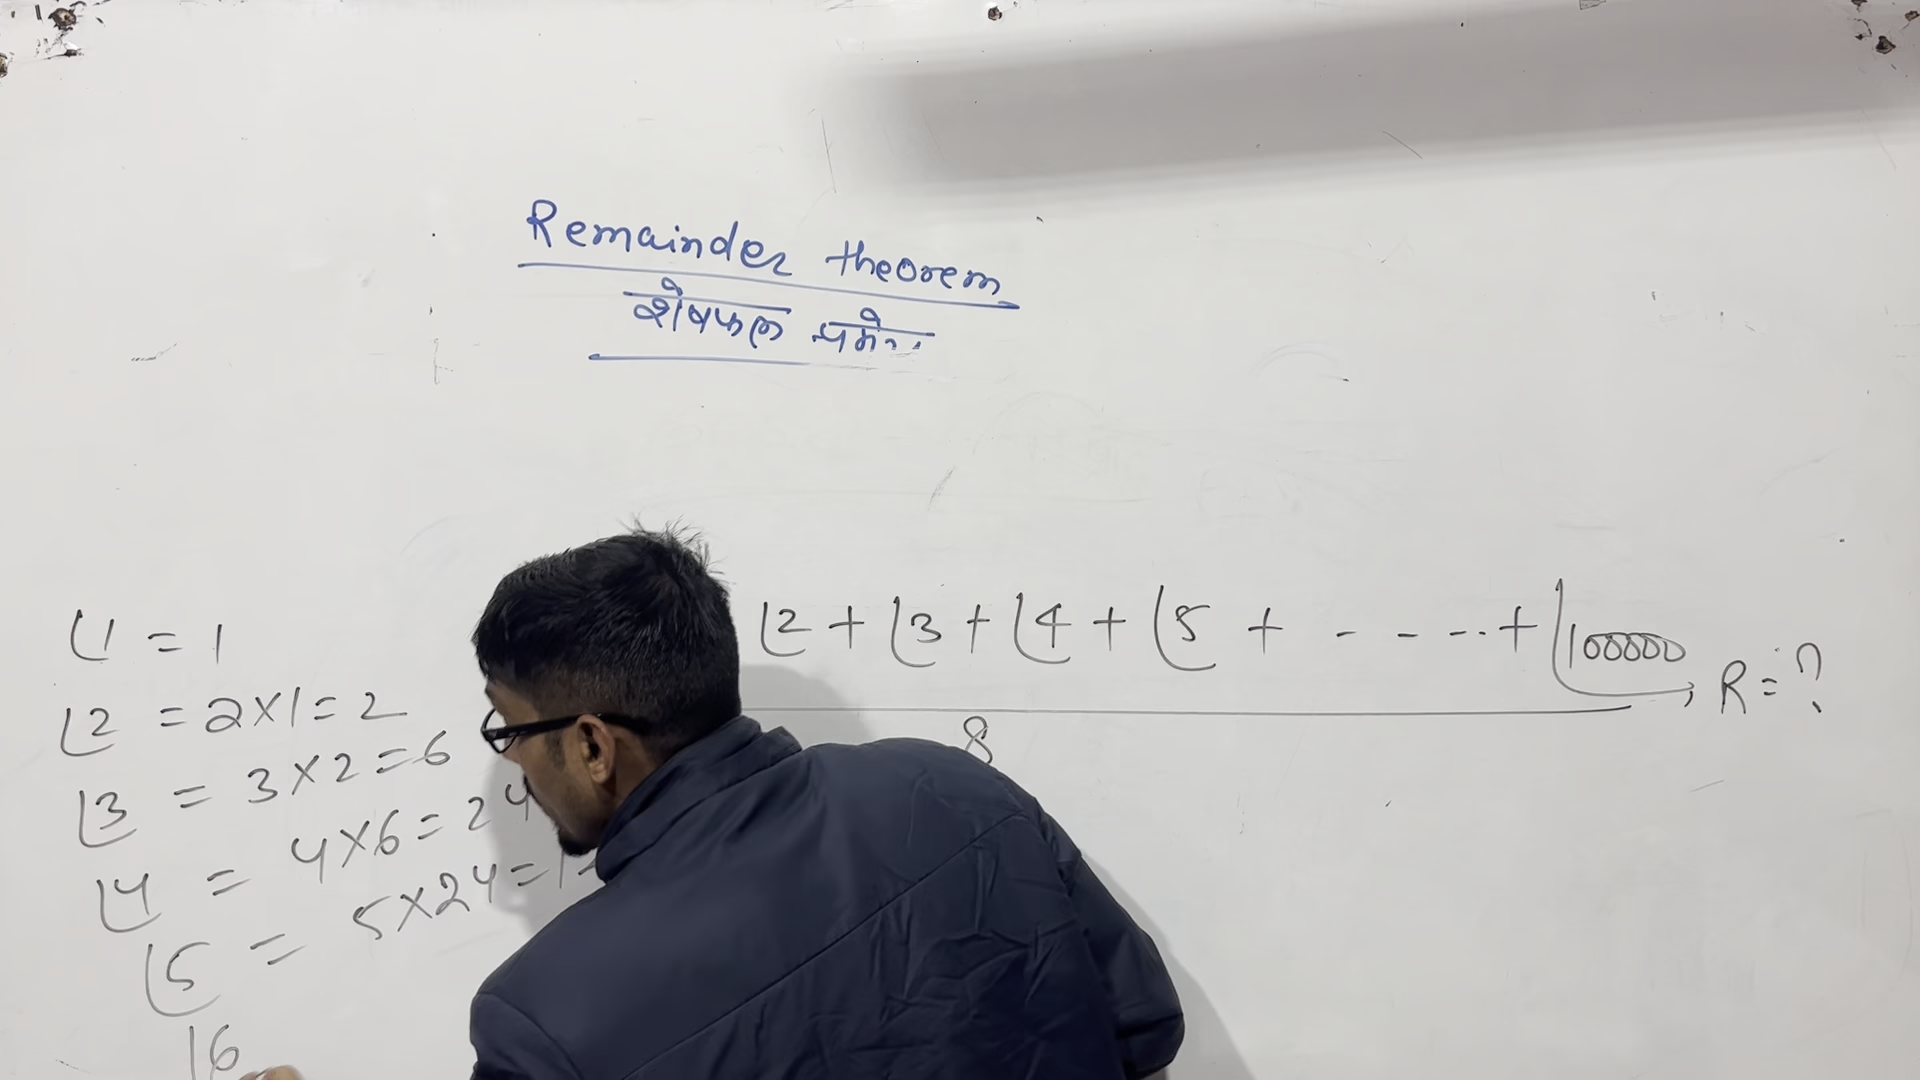 Remainder theorem
शेषफल प्रमेय
⌊1 = 1
⌊2 = 2×1=2
⌊3 = 3×2=6
⌊4 = 4×6=24
⌊5 = 5×24=1
⌊6
⌊2 + ⌊3 + ⌊4 + ⌊5 + - - - - + ⌊100000
8
R = ?